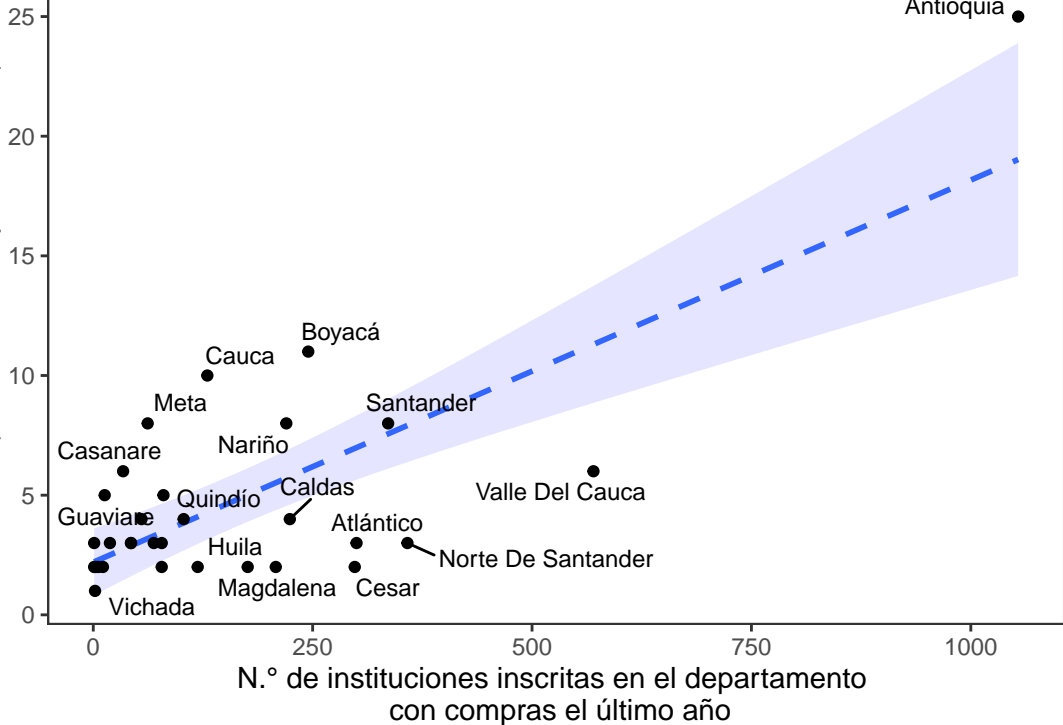 25
Antioquia
20
15
Boyacá
Cauca
10
Meta
Santander
Nariño
Casanare
Caldas
Valle Del Cauca
5
Quindío
Guaviare
Atlántico
Huila
Norte De Santander
Magdalena
Cesar
Vichada
0
0 250 500 750 1000
N.° de instituciones inscritas en el departamento
con compras el último año